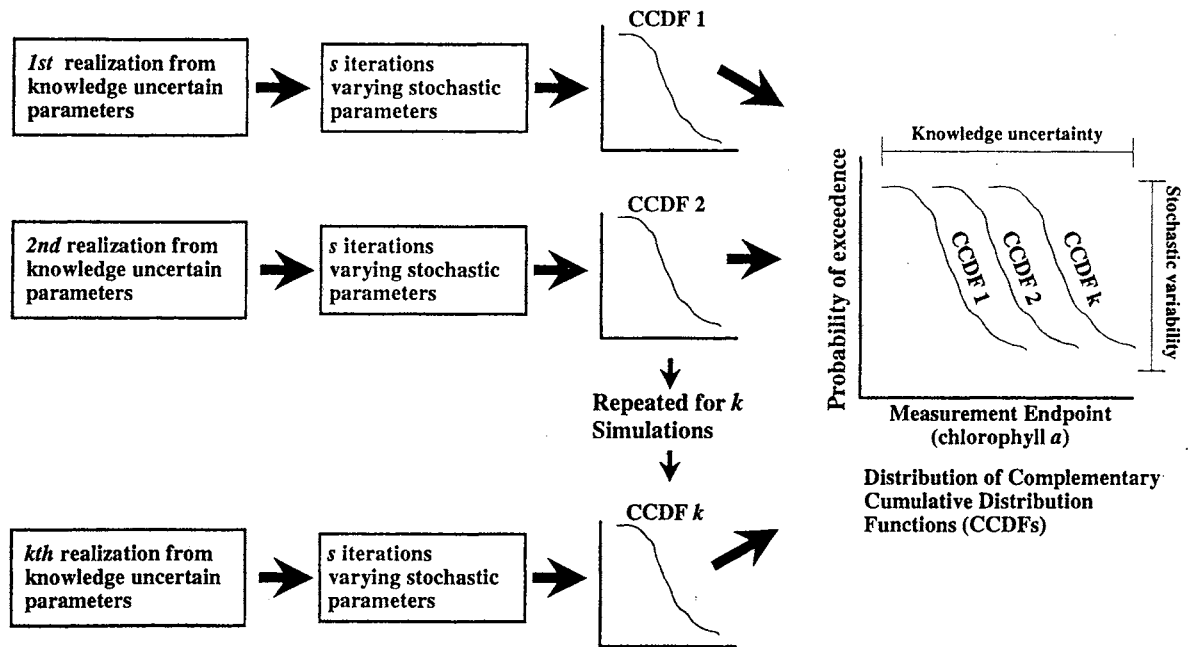 1st realization from
knowledge uncertain
parameters
s iterations
varying stochastic
parameters
CCDF 1
2nd realization from
knowledge uncertain
parameters
s iterations
varying stochastic
parameters
CCDF 2
Repeated for k
Simulations
kth realization from
knowledge uncertain
parameters
s iterations
varying stochastic
parameters
CCDF k
Knowledge uncertainty
Probability of exceedence
CCDF 1
CCDF 2
CCDF k
Stochastic variability
Measurement Endpoint
(chlorophyll a)
Distribution of Complementary
Cumulative Distribution
Functions (CCDFs)